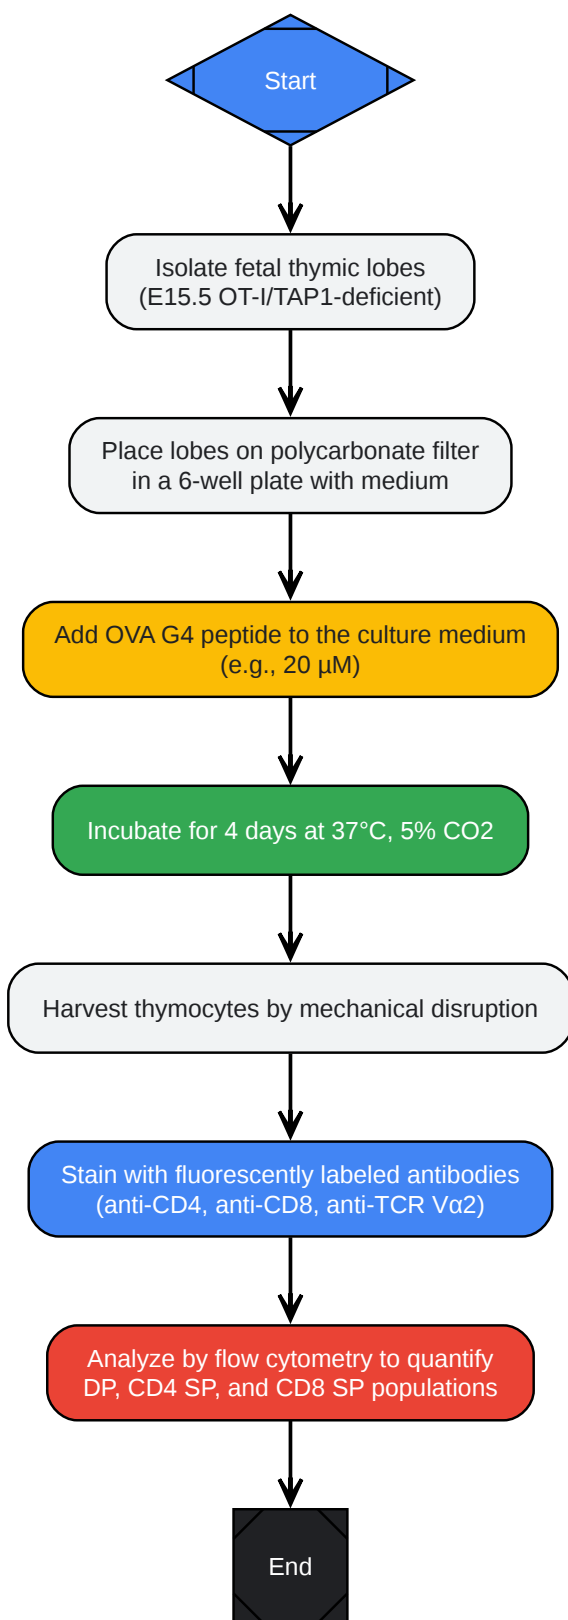 Start
Isolate fetal thymic lobes
(E15.5 OT-I/TAP1-deficient)
Place lobes on polycarbonate filter
in a 6-well plate with medium
Add OVA G4 peptide to the culture medium
(e.g., 20 µM)
Incubate for 4 days at 37°C, 5% CO2
Harvest thymocytes by mechanical disruption
Stain with fluorescently labeled antibodies
(anti-CD4, anti-CD8, anti-TCR Vα2)
Analyze by flow cytometry to quantify
DP, CD4 SP, and CD8 SP populations
End